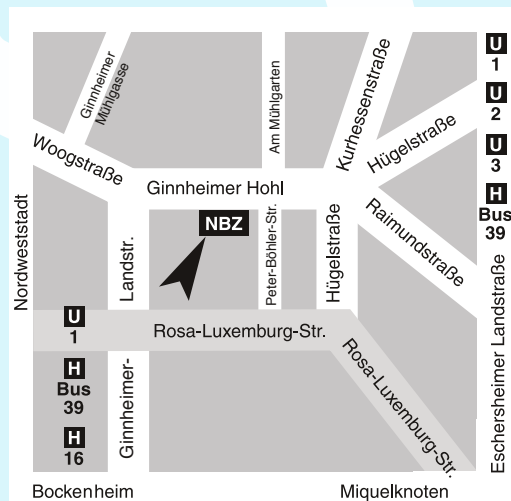 Ginnheimer
Mühlgasse
Am Mühlgarten
Kurhessenstraße
Hügelstraße
U
1
U
2
U
3
H
Bus
39
Woogstraße
Ginnheimer Hohl
Raimundstraße
Nordweststadt
Landstr.
NBZ
Peter-Böhler-Str.
Hügelstraße
Eschersheimer Landstraße
U
1
Rosa-Luxemburg-Str.
Rosa-Luxemburg-Str.
H
Bus
39
Ginnheimer-
H
16
Bockenheim
Miquelknoten